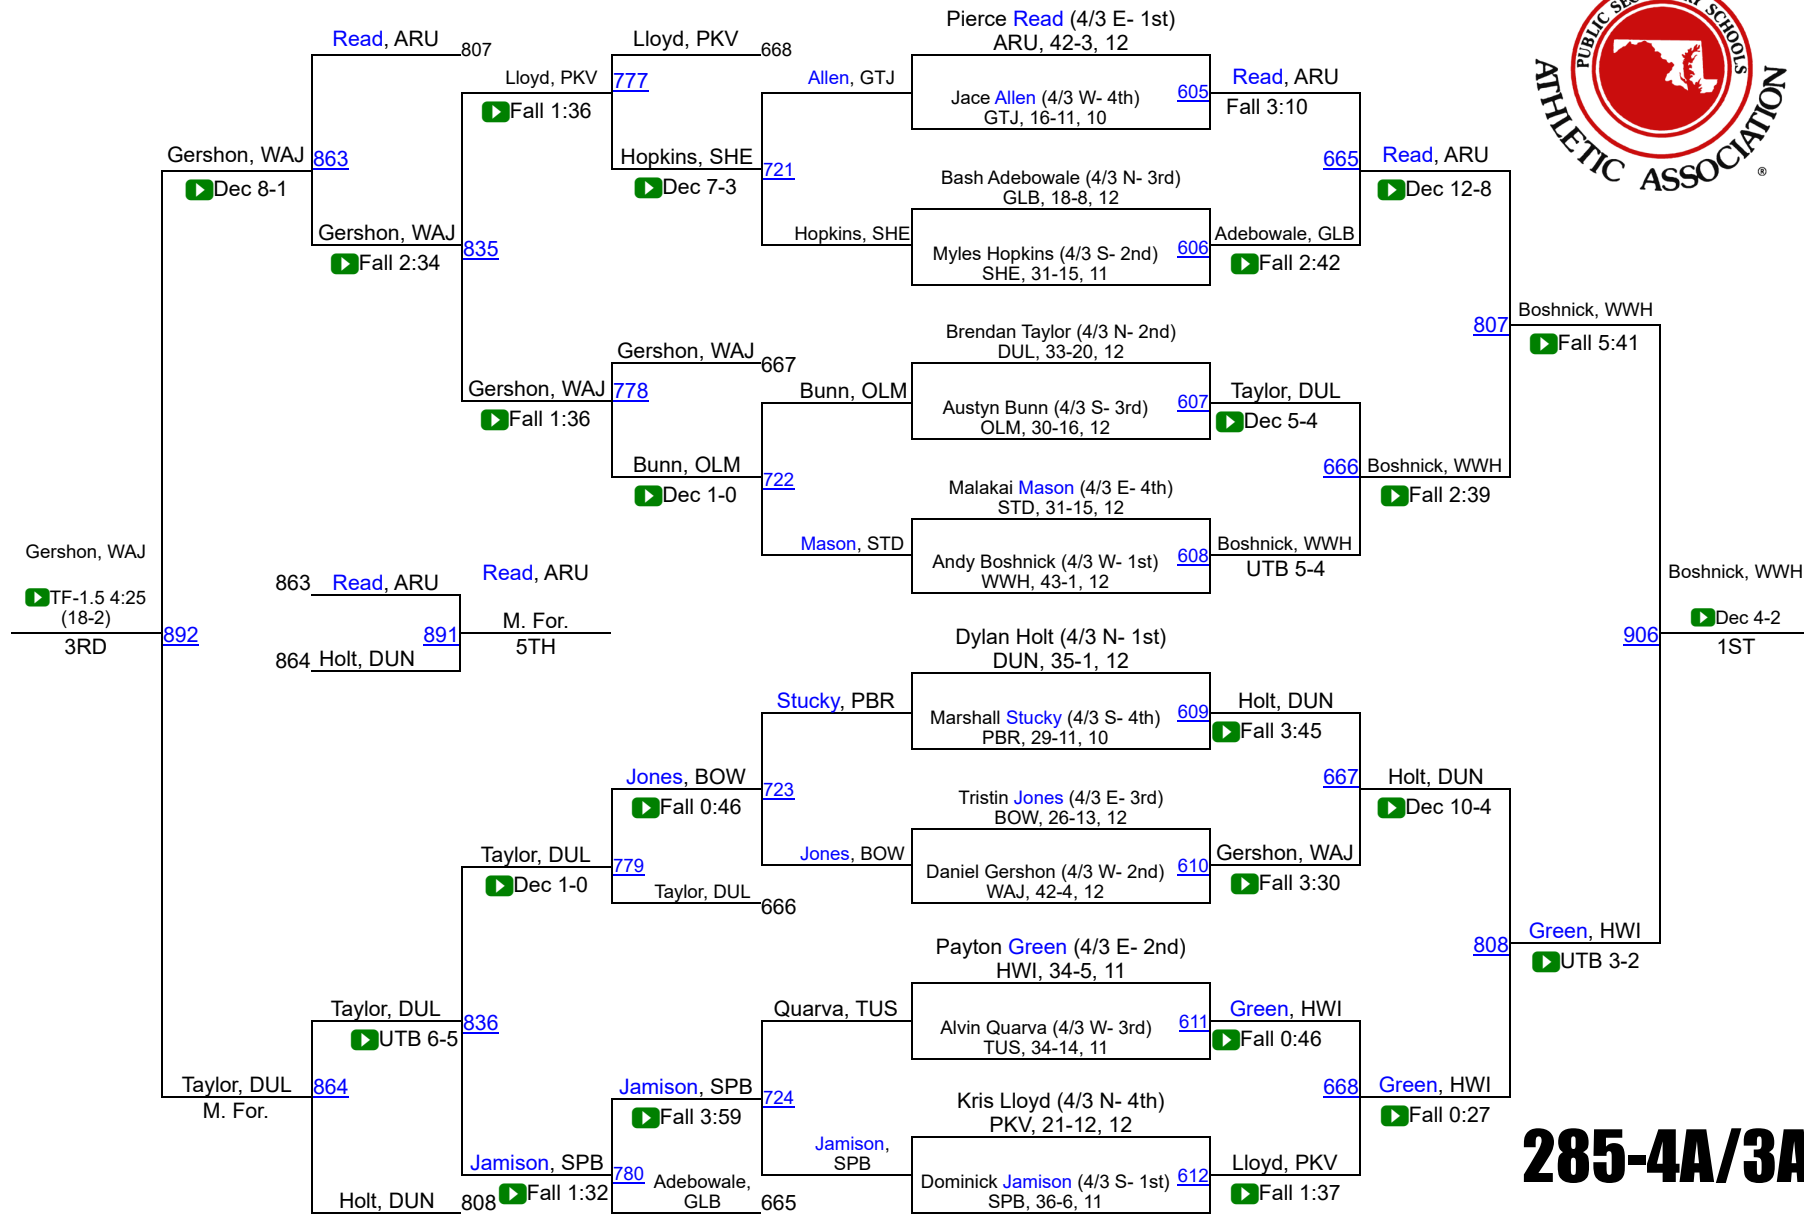 PUBLIC SEC
RY SCHOOLS
ATHLETIC ASSOCIATION
®
Read, ARU
807
Gershon, WAJ
863
Dec 8-1
Gershon, WAJ
Fall 2:34
835
Lloyd, PKV
Fall 1:36
777
Lloyd, PKV
668
Hopkins, SHE
Dec 7-3
721
Allen, GTJ
Hopkins, SHE
Gershon, WAJ
Fall 1:36
778
Gershon, WAJ
667
Bunn, OLM
Dec 1-0
722
Bunn, OLM
Mason, STD
Pierce Read (4/3 E- 1st)
ARU, 42-3, 12
Jace Allen (4/3 W- 4th)
GTJ, 16-11, 10
605
Bash Adebowale (4/3 N- 3rd)
GLB, 18-8, 12
Myles Hopkins (4/3 S- 2nd)
SHE, 31-15, 11
606
Brendan Taylor (4/3 N- 2nd)
DUL, 33-20, 12
Austyn Bunn (4/3 S- 3rd)
OLM, 30-16, 12
607
Malakai Mason (4/3 E- 4th)
STD, 31-15, 12
Andy Boshnick (4/3 W- 1st)
WWH, 43-1, 12
608
Read, ARU
Fall 3:10
Adebowale, GLB
Fall 2:42
665
Read, ARU
Dec 12-8
Taylor, DUL
Dec 5-4
Boshnick, WWH
UTB 5-4
666
Boshnick, WWH
Fall 2:39
807
Boshnick, WWH
Fall 5:41
Gershon, WAJ
TF-1.5 4:25
(18-2)
3RD
892
863
Read, ARU
864
Holt, DUN
891
Read, ARU
M. For.
5TH
906
Boshnick, WWH
Dec 4-2
1ST
Taylor, DUL
M. For.
864
Taylor, DUL
UTB 6-5
836
Holt, DUN
808
Taylor, DUL
Dec 1-0
779
Jones, BOW
Fall 0:46
723
Taylor, DUL
666
Stucky, PBR
Jones, BOW
Jamison, SPB
Fall 1:32
780
Jamison, SPB
Fall 3:59
724
Adebowale,
GLB
665
Quarva, TUS
Jamison,
SPB
Dylan Holt (4/3 N- 1st)
DUN, 35-1, 12
Marshall Stucky (4/3 S- 4th)
PBR, 29-11, 10
609
Tristin Jones (4/3 E- 3rd)
BOW, 26-13, 12
Daniel Gershon (4/3 W- 2nd)
WAJ, 42-4, 12
610
Payton Green (4/3 E- 2nd)
HWI, 34-5, 11
Alvin Quarva (4/3 W- 3rd)
TUS, 34-14, 11
611
Kris Lloyd (4/3 N- 4th)
PKV, 21-12, 12
Dominick Jamison (4/3 S- 1st)
SPB, 36-6, 11
612
Holt, DUN
Fall 3:45
Gershon, WAJ
Fall 3:30
667
Holt, DUN
Dec 10-4
Green, HWI
Fall 0:46
Lloyd, PKV
Fall 1:37
668
Green, HWI
Fall 0:27
808
Green, HWI
UTB 3-2
285-4A/3A